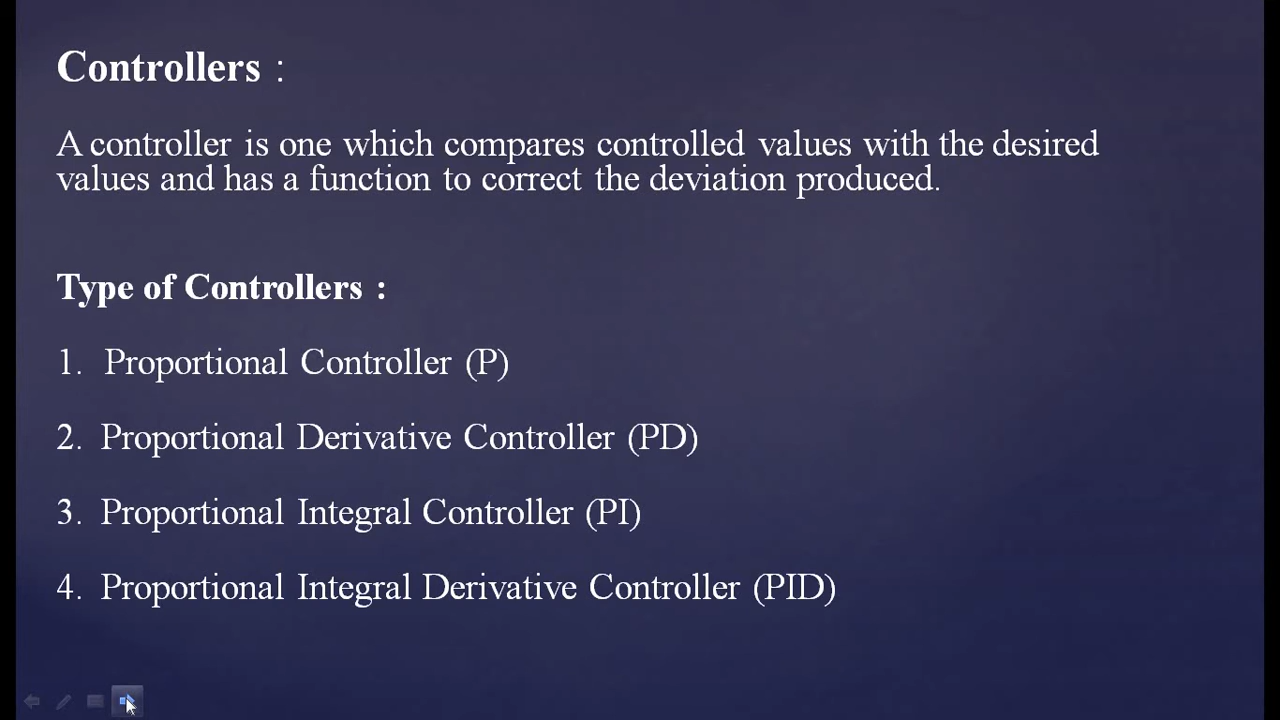 Controllers :
A controller is one which compares controlled values with the desired
values and has a function to correct the deviation produced.
Type of Controllers :
1. Proportional Controller (P)
2. Proportional Derivative Controller (PD)
3. Proportional Integral Controller (PI)
4. Proportional Integral Derivative Controller (PID)